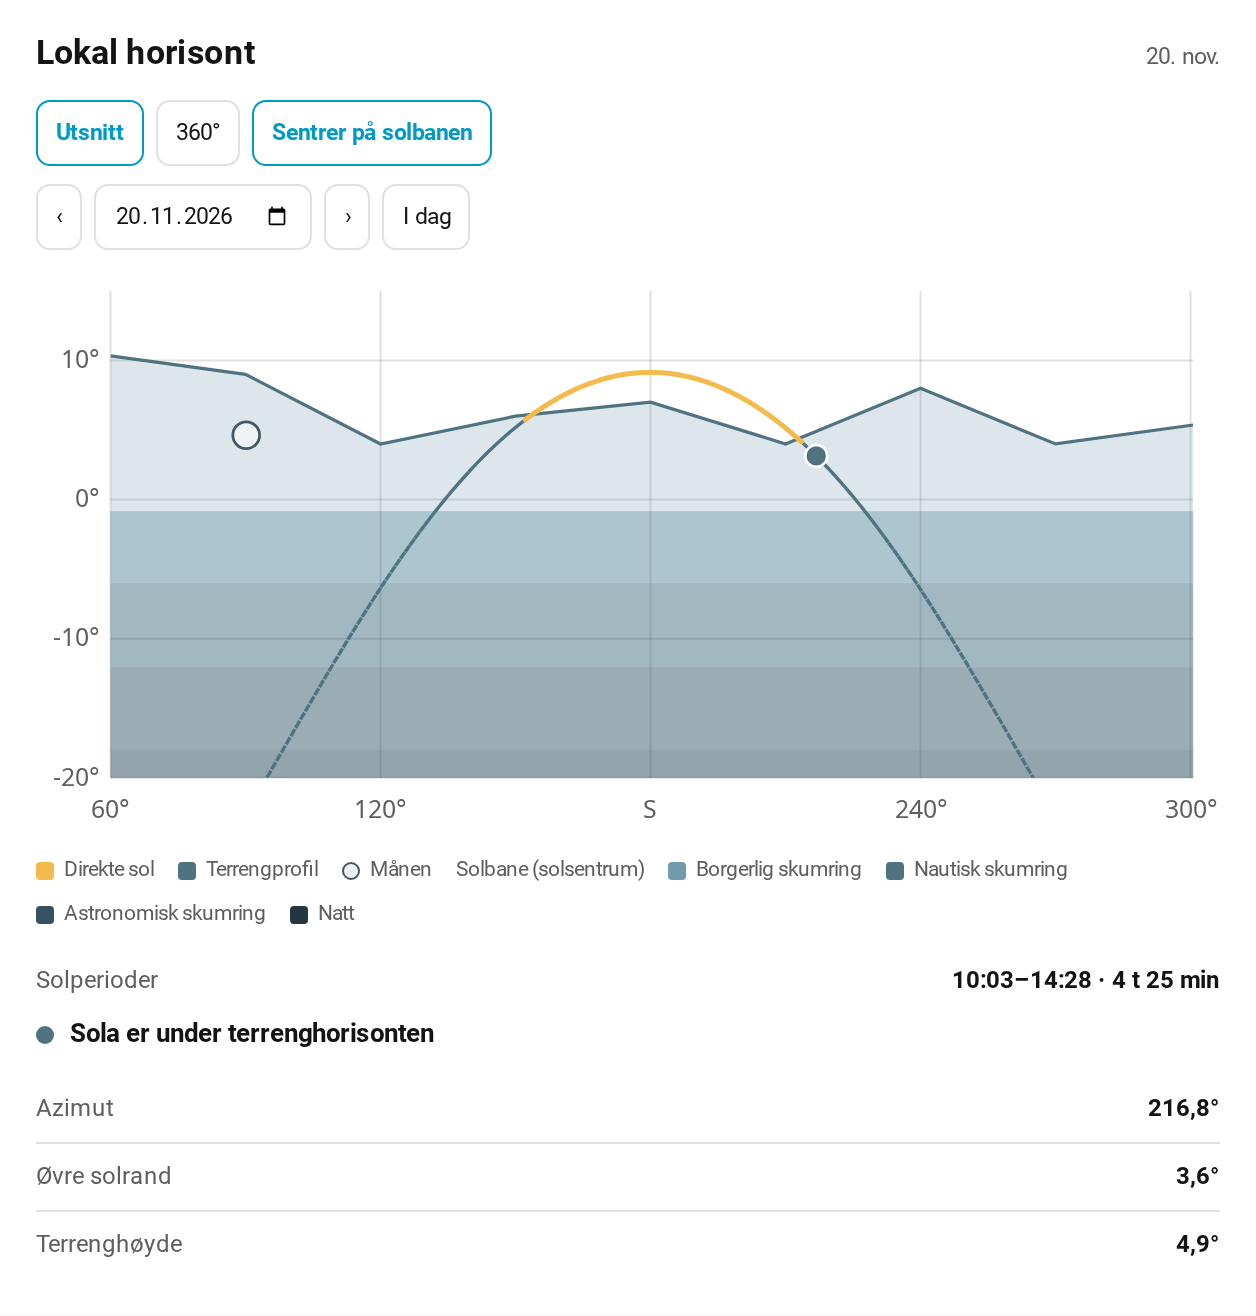 Lokal horisont
20. nov.
Utsnitt 360° Sentrer på solbanen
‹ 20.11.2026 › I dag
10°
0°
-10°
-20°
60° 120° S 240° 300°
Direkte sol Terrengprofil Månen Solbane (solsentrum) Borgerlig skumring Nautisk skumring
Astronomisk skumring Natt
Solperioder 10:03–14:28 · 4 t 25 min
Sola er under terrenghorisonten
Azimut 216,8°
Øvre solrand 3,6°
Terrenghøyde 4,9°